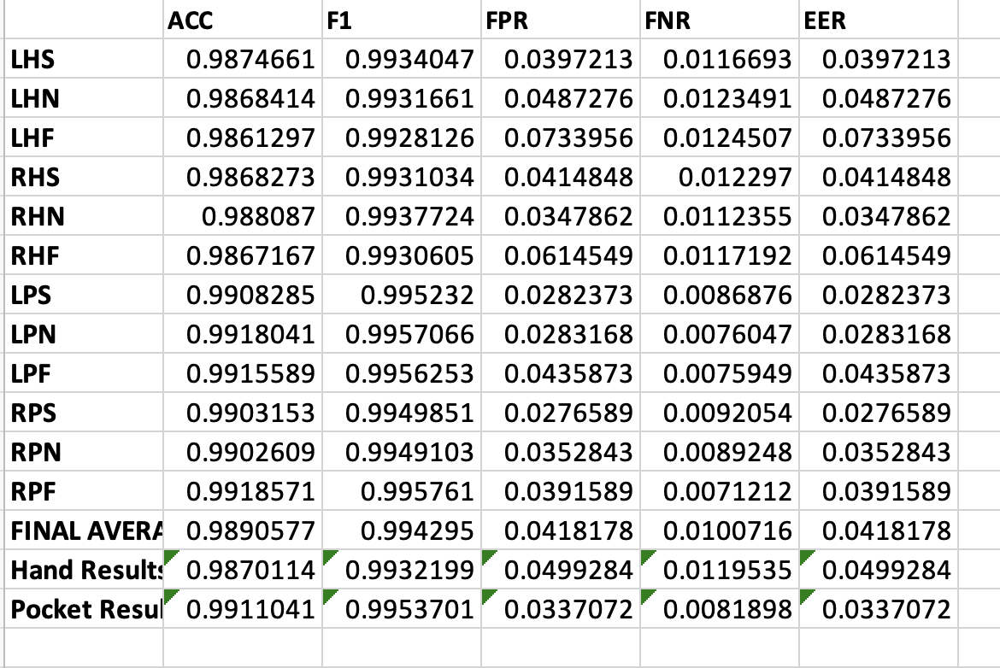 ACC F1 FPR FNR EER
LHS 0.9874661 0.9934047 0.0397213 0.0116693 0.0397213
LHN 0.9868414 0.9931661 0.0487276 0.0123491 0.0487276
LHF 0.9861297 0.9928126 0.0733956 0.0124507 0.0733956
RHS 0.9868273 0.9931034 0.0414848 0.012297 0.0414848
RHN 0.988087 0.9937724 0.0347862 0.0112355 0.0347862
RHF 0.9867167 0.9930605 0.0614549 0.0117192 0.0614549
LPS 0.9908285 0.995232 0.0282373 0.0086876 0.0282373
LPN 0.9918041 0.9957066 0.0283168 0.0076047 0.0283168
LPF 0.9915589 0.9956253 0.0435873 0.0075949 0.0435873
RPS 0.9903153 0.9949851 0.0276589 0.0092054 0.0276589
RPN 0.9902609 0.9949103 0.0352843 0.0089248 0.0352843
RPF 0.9918571 0.995761 0.0391589 0.0071212 0.0391589
FINAL AVERA 0.9890577 0.994295 0.0418178 0.0100716 0.0418178
Hand Results 0.9870114 0.9932199 0.0499284 0.0119535 0.0499284
Pocket Resul 0.9911041 0.9953701 0.0337072 0.0081898 0.0337072